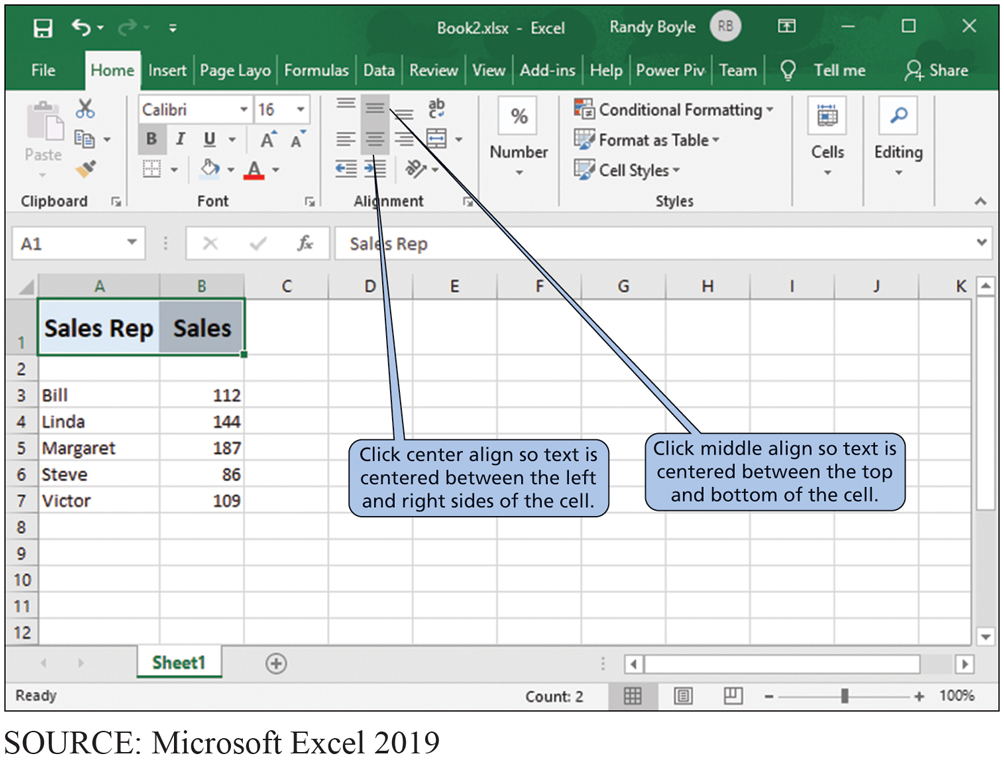 Book2.xlsx - Excel Randy Boyle RB
File Home Insert Page Layo Formulas Data Review View Add-ins Help Power Piv Team Tell me Share
Paste
Calibri 16
B I U A A
A
ab
%
Number
Conditional Formatting
Format as Table
Cell Styles
Cells
Editing
Clipboard Font Alignment Styles
A1 fx Sales Rep
A B C D E F G H I J K
1 Sales Rep Sales
2
3 Bill 112
4 Linda 144
5 Margaret 187
6 Steve 86
7 Victor 109
8
9
10
11
12
Click center align so text is
centered between the left
and right sides of the cell.
Click middle align so text is
centered between the top
and bottom of the cell.
Sheet1
Ready Count: 2 100%
SOURCE: Microsoft Excel 2019